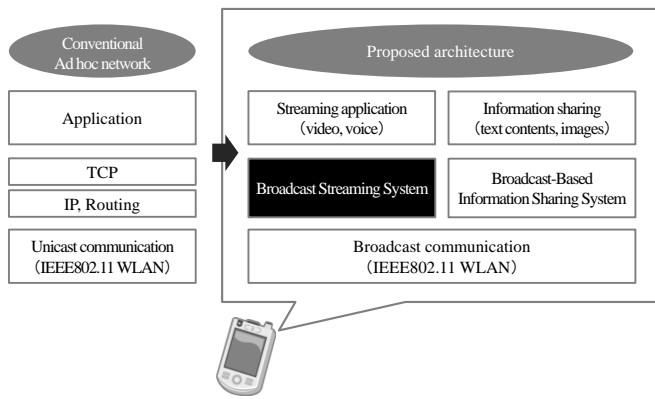 Conventional
Ad hoc network
Application
TCP
IP, Routing
Unicast communication
（IEEE802.11 WLAN）
Proposed architecture
Streaming application
（video, voice）
Information sharing
（text contents, images）
Broadcast Streaming System
Broadcast-Based
Information Sharing System
Broadcast communication
（IEEE802.11 WLAN）